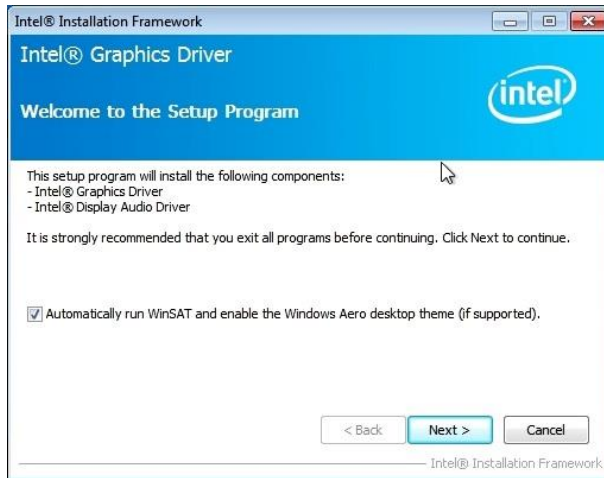 Intel® Installation Framework
Intel® Graphics Driver
intel
Welcome to the Setup Program
This setup program will install the following components:
- Intel® Graphics Driver
- Intel® Display Audio Driver
It is strongly recommended that you exit all programs before continuing. Click Next to continue.
Automatically run WinSAT and enable the Windows Aero desktop theme (if supported).
< Back Next > Cancel
Intel® Installation Framework